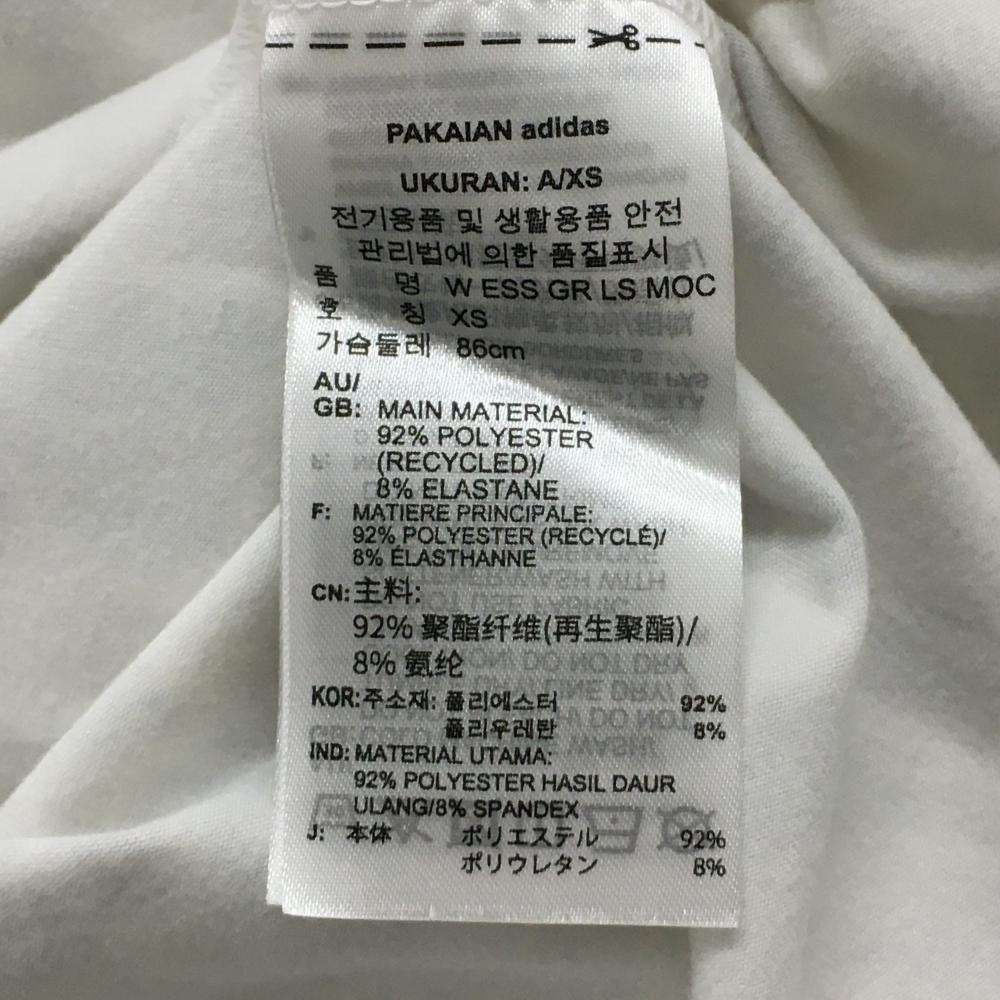 PAKAIAN adidas
UKURAN: A/XS
전기용품 및 생활용품 안전
관리법에 의한 품질표시
품 명 W ESS GR LS MOC
호 칭 XS
가슴둘레 86cm
AU/
GB: MAIN MATERIAL:
92% POLYESTER
(RECYCLED)/
8% ELASTANE
F: MATIERE PRINCIPALE:
92% POLYESTER (RECYCLÉ)/
8% ÉLASTHANNE
CN: 主料:
92% 聚酯纤维(再生聚酯)/
8% 氨纶
KOR: 주소재: 폴리에스터 92%
폴리우레탄 8%
IND: MATERIAL UTAMA:
92% POLYESTER HASIL DAUR
ULANG/8% SPANDEX
J: 本体 ポリエステル 92%
ポリウレタン 8%